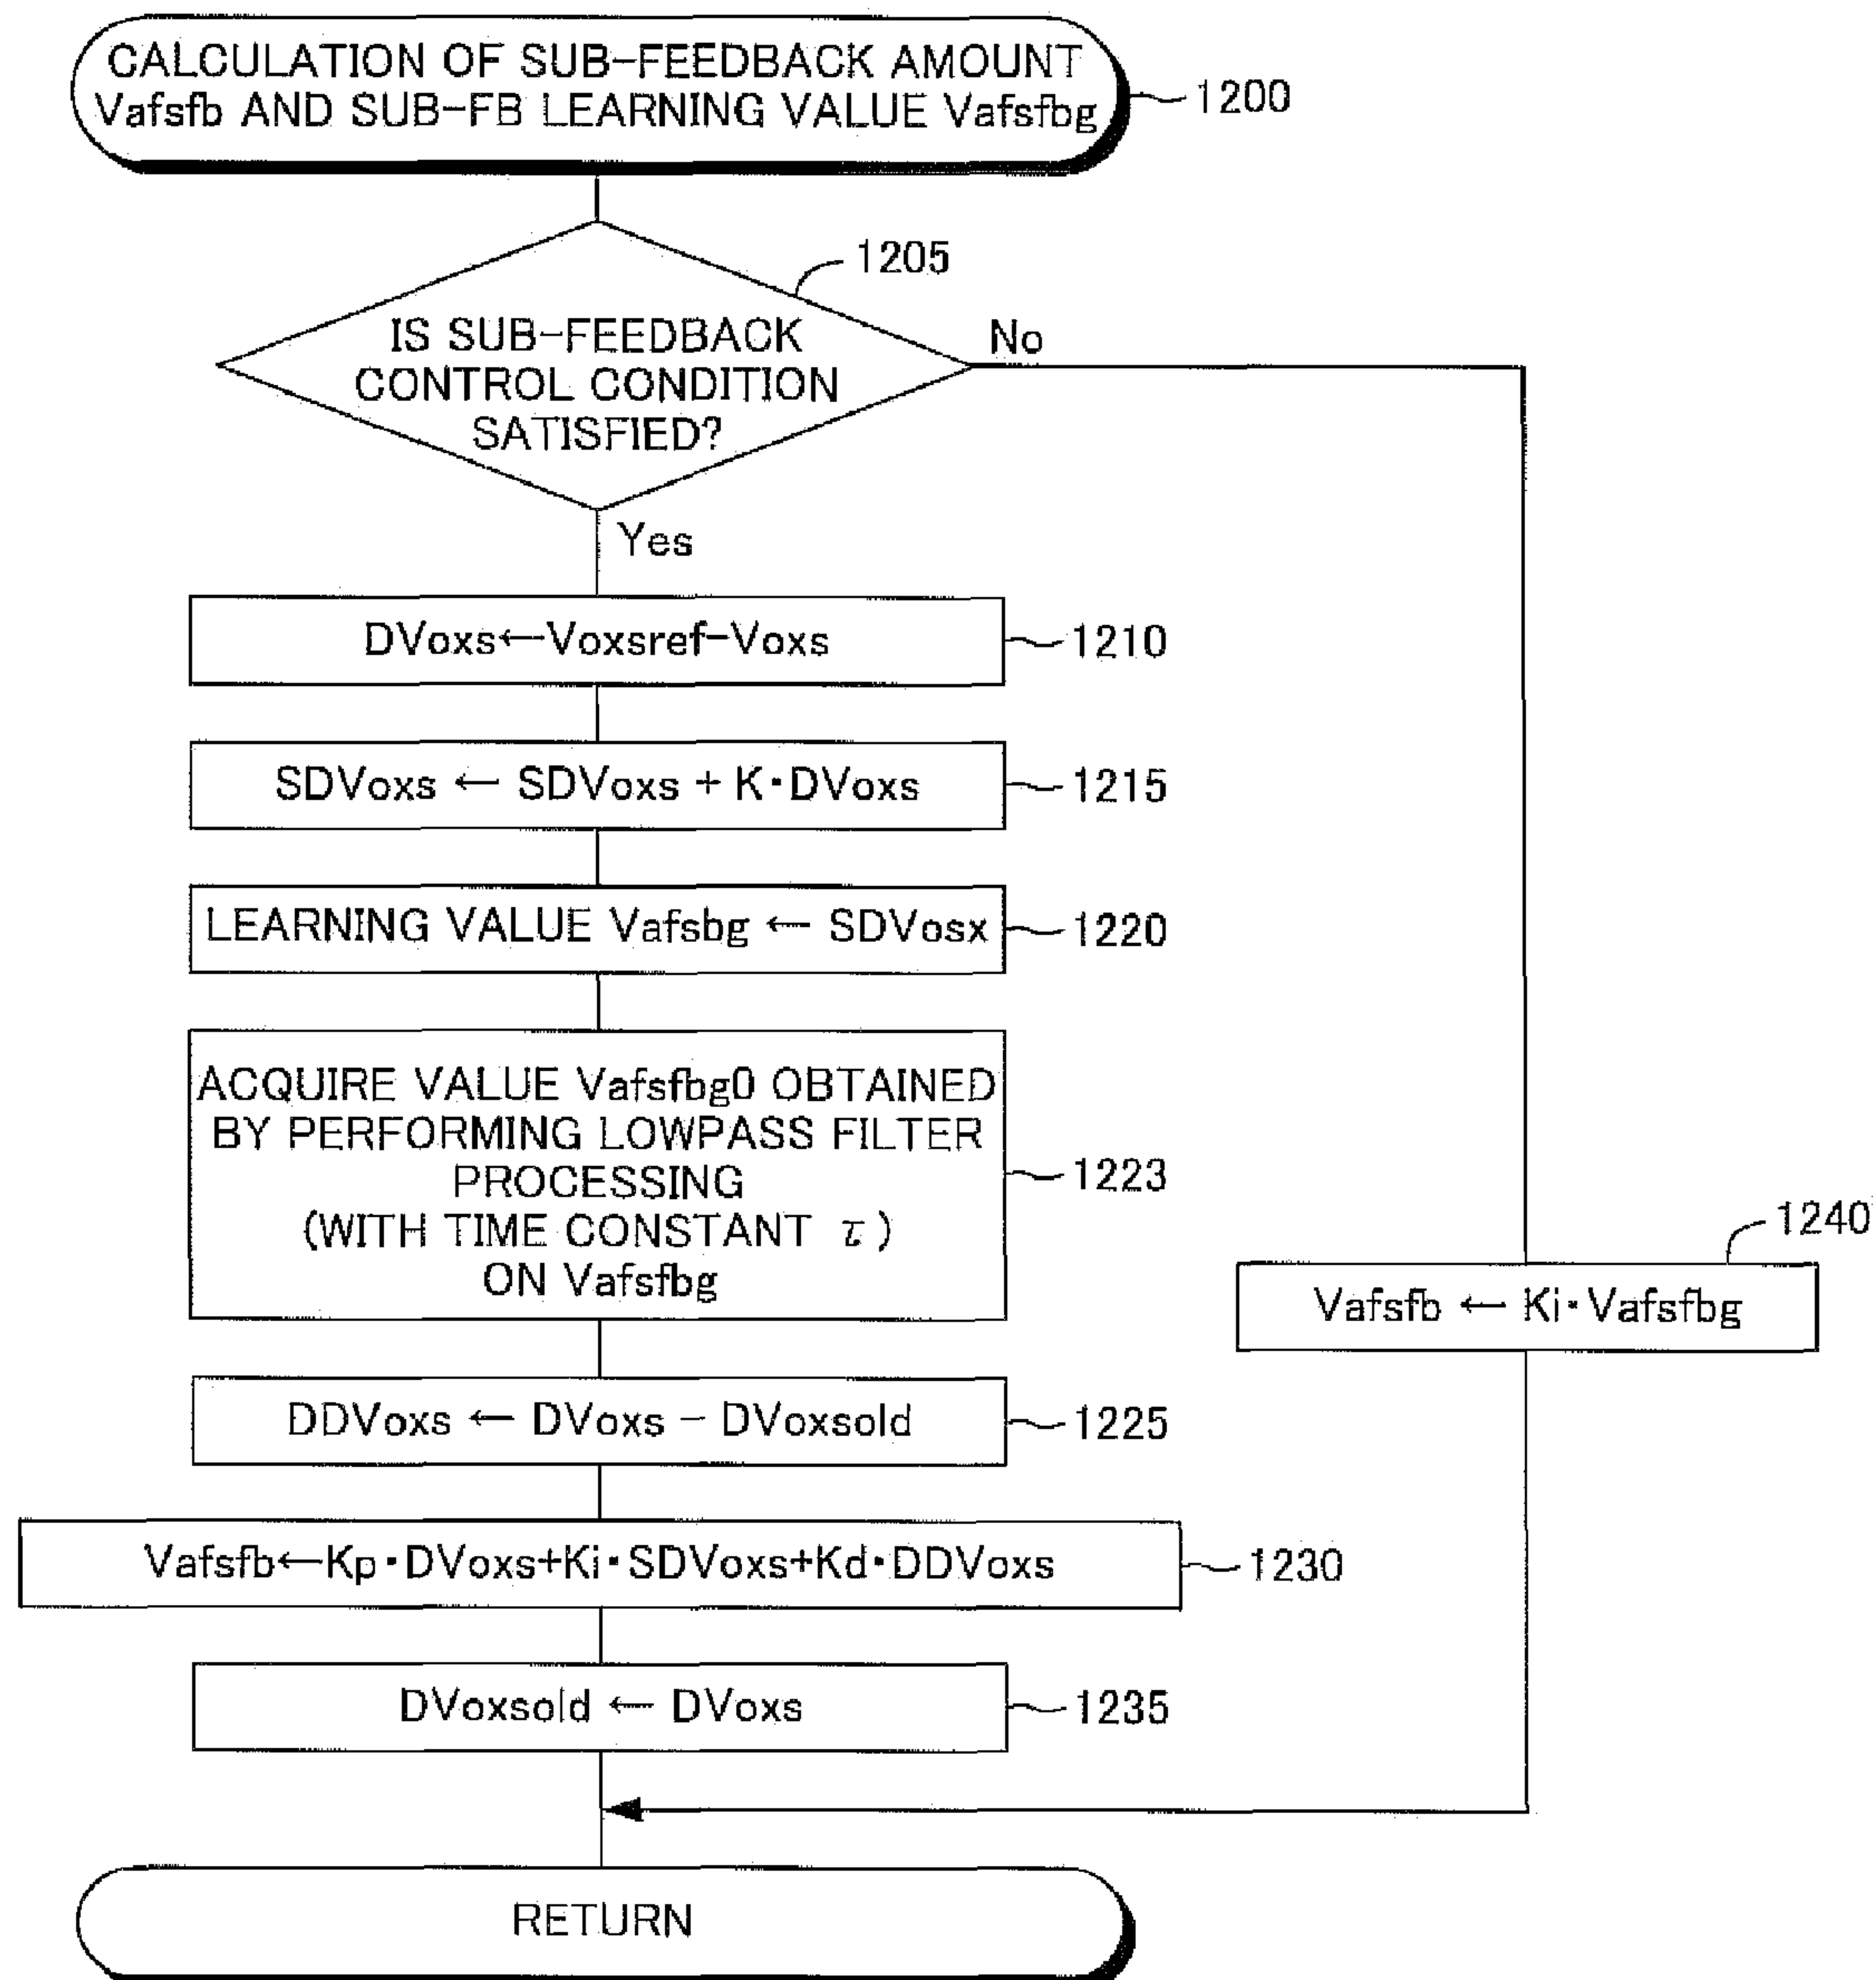 CALCULATION OF SUB-FEEDBACK AMOUNT
Vafsfb AND SUB-FB LEARNING VALUE Vafsfbg
1200
1205
IS SUB-FEEDBACK
CONTROL CONDITION
SATISFIED?
No
Yes
DVoxs←Voxsref-Voxs
1210
SDVoxs ← SDVoxs + K·DVoxs
1215
LEARNING VALUE Vafsbg ← SDVosx
1220
ACQUIRE VALUE Vafsfbg0 OBTAINED
BY PERFORMING LOWPASS FILTER
PROCESSING
(WITH TIME CONSTANT τ)
ON Vafsfbg
1223
1240
Vafsfb ← Ki·Vafsfbg
DDVoxs ← DVoxs - DVoxsold
1225
Vafsfb←Kp·DVoxs+Ki·SDVoxs+Kd·DDVoxs
1230
DVoxsold ← DVoxs
1235
RETURN